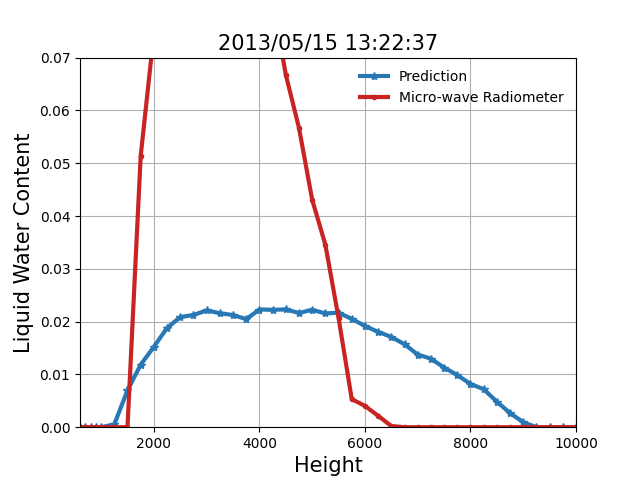 2013/05/15 13:22:37
Prediction
Micro-wave Radiometer
Liquid Water Content
0.07
0.06
0.05
0.04
0.03
0.02
0.01
0.00
2000 4000 6000 8000 10000
Height